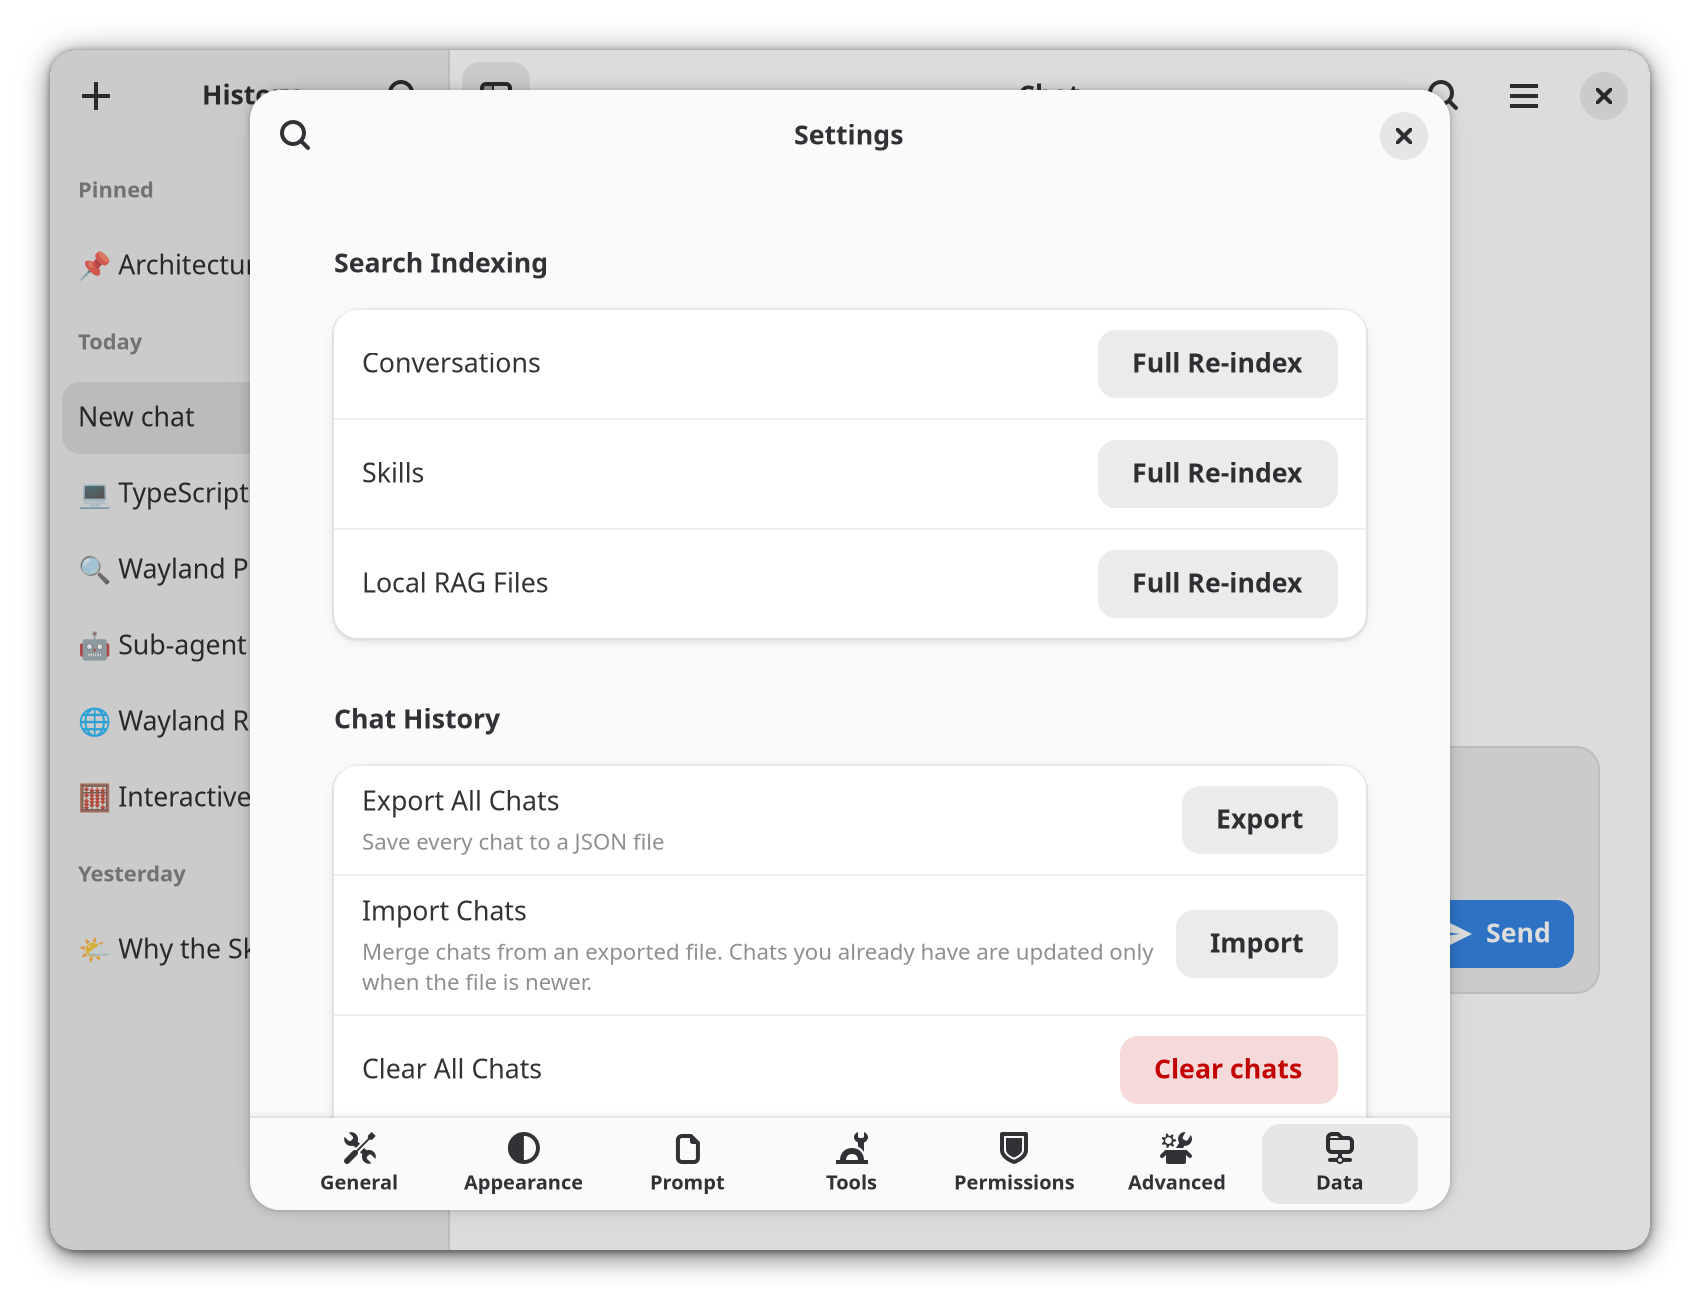 History
Settings
Pinned
Architectur
Today
New chat
TypeScript
Wayland P
Sub-agent
Wayland R
Interactive
Yesterday
Why the Sk
Search Indexing
Conversations
Full Re-index
Skills
Full Re-index
Local RAG Files
Full Re-index
Chat History
Export All Chats
Save every chat to a JSON file
Export
Import Chats
Merge chats from an exported file. Chats you already have are updated only
when the file is newer.
Import
Clear All Chats
Clear chats
Send
General
Appearance
Prompt
Tools
Permissions
Advanced
Data